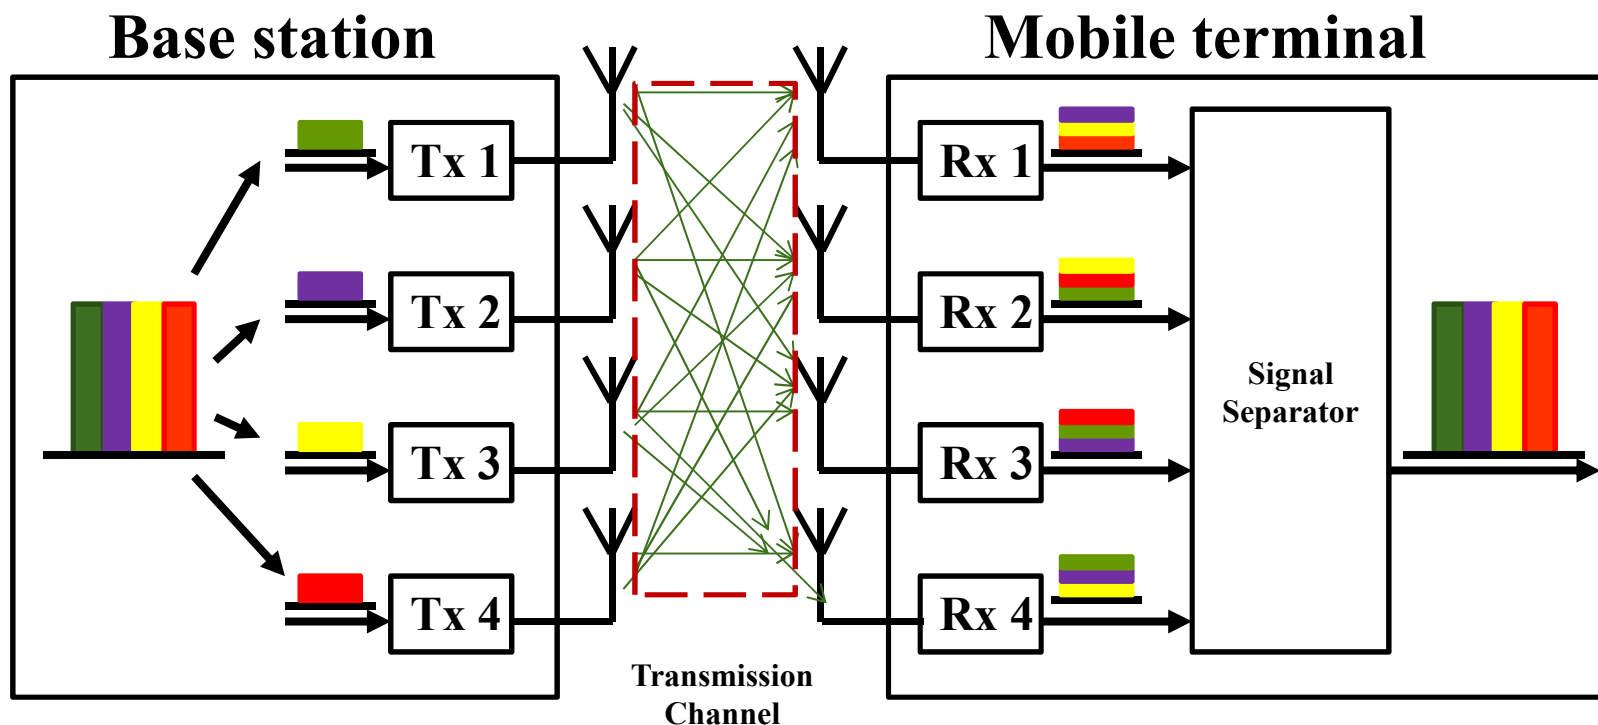 Base station
Mobile terminal
Tx 1
Rx 1
Tx 2
Rx 2
Signal
Separator
Tx 3
Rx 3
Tx 4
Rx 4
Transmission
Channel